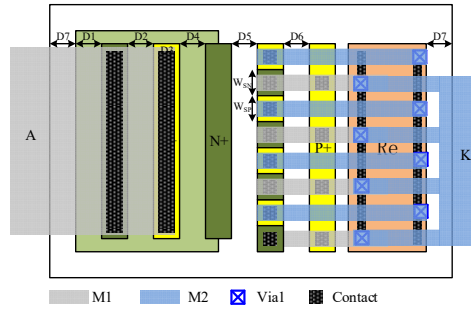 D7 D1 D2 D3 D4 D5 D6 D7
W_SN
W_SP
A N+ P+ Re K
M1 M2 Via1 Contact